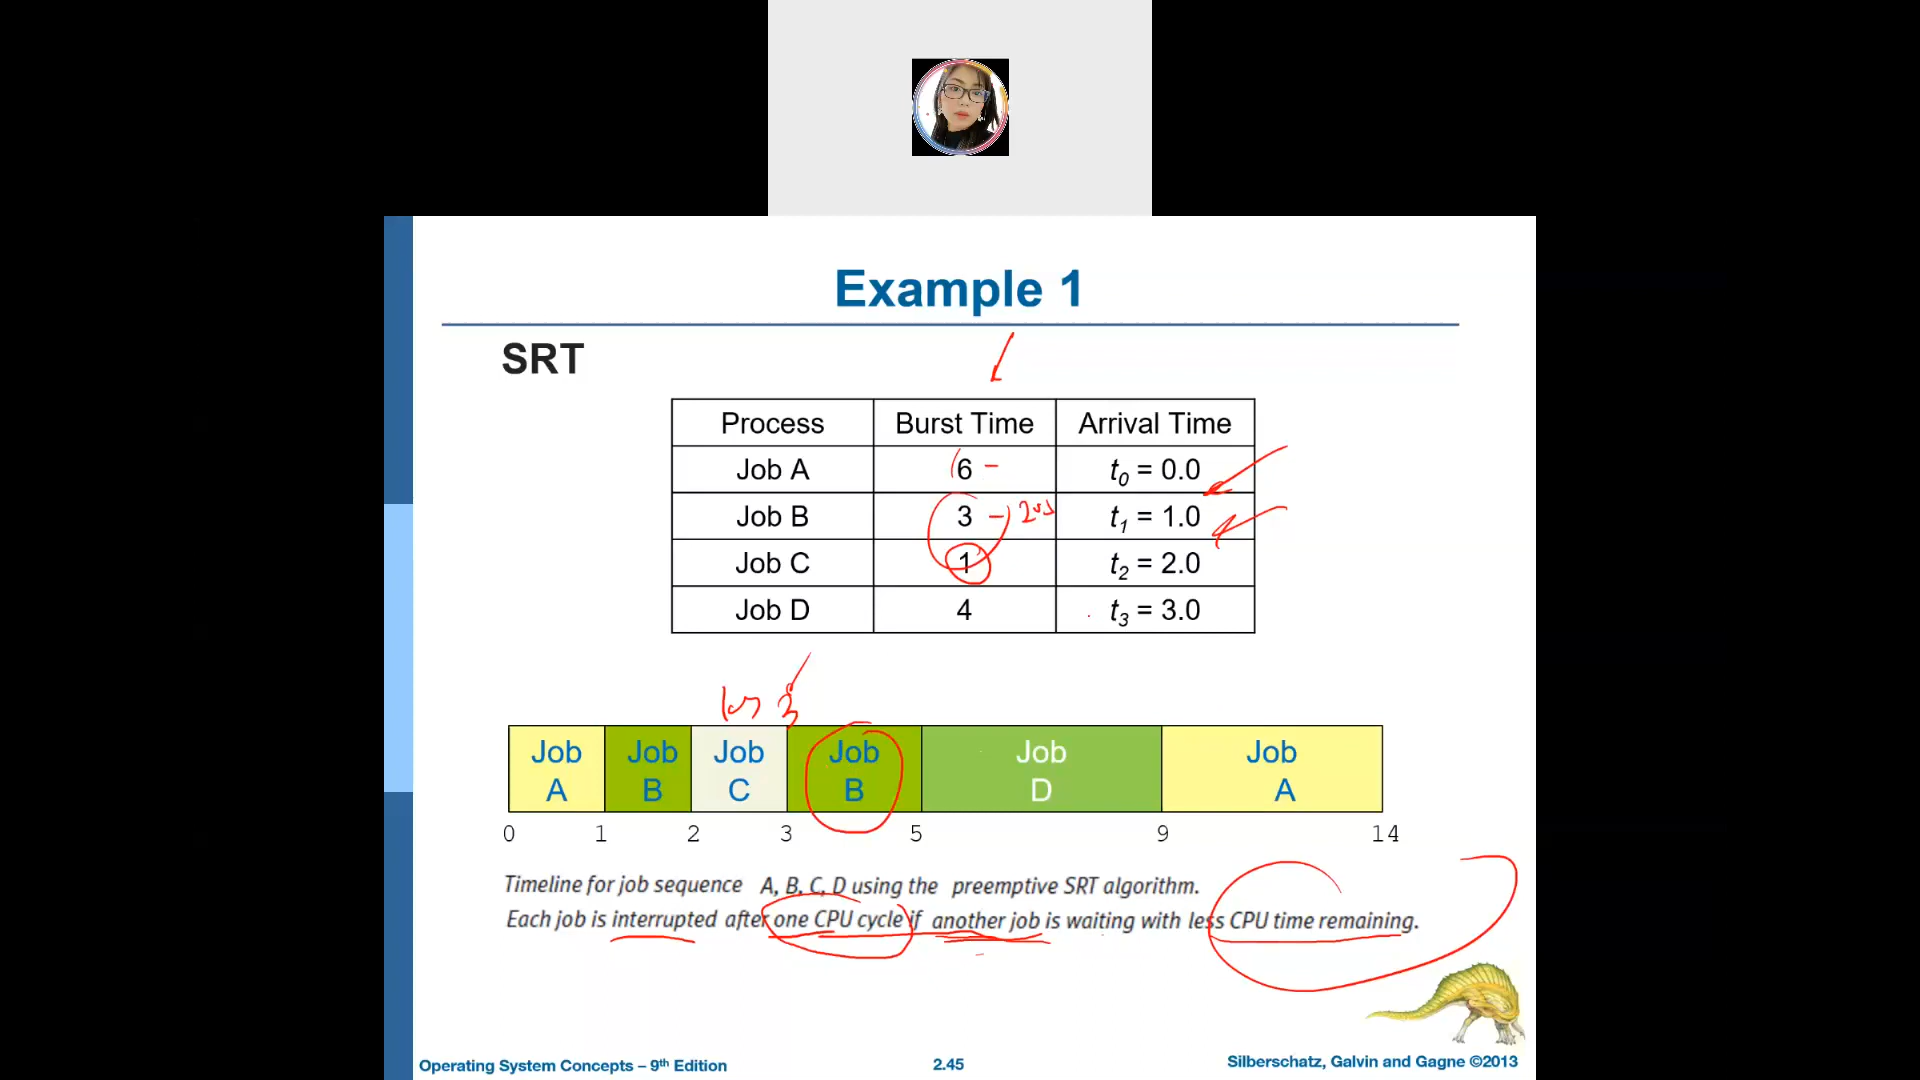 Example 1
SRT
Process Burst Time Arrival Time
Job A 6 t0 = 0.0
Job B 3 t1 = 1.0
Job C 1 t2 = 2.0
Job D 4 t3 = 3.0
3
Job A Job B Job C Job B Job D Job A
0 1 2 3 5 9 14
Timeline for job sequence A, B, C, D using the preemptive SRT algorithm.
Each job is interrupted after one CPU cycle if another job is waiting with less CPU time remaining.
Operating System Concepts – 9th Edition 2.45 Silberschatz, Galvin and Gagne ©2013